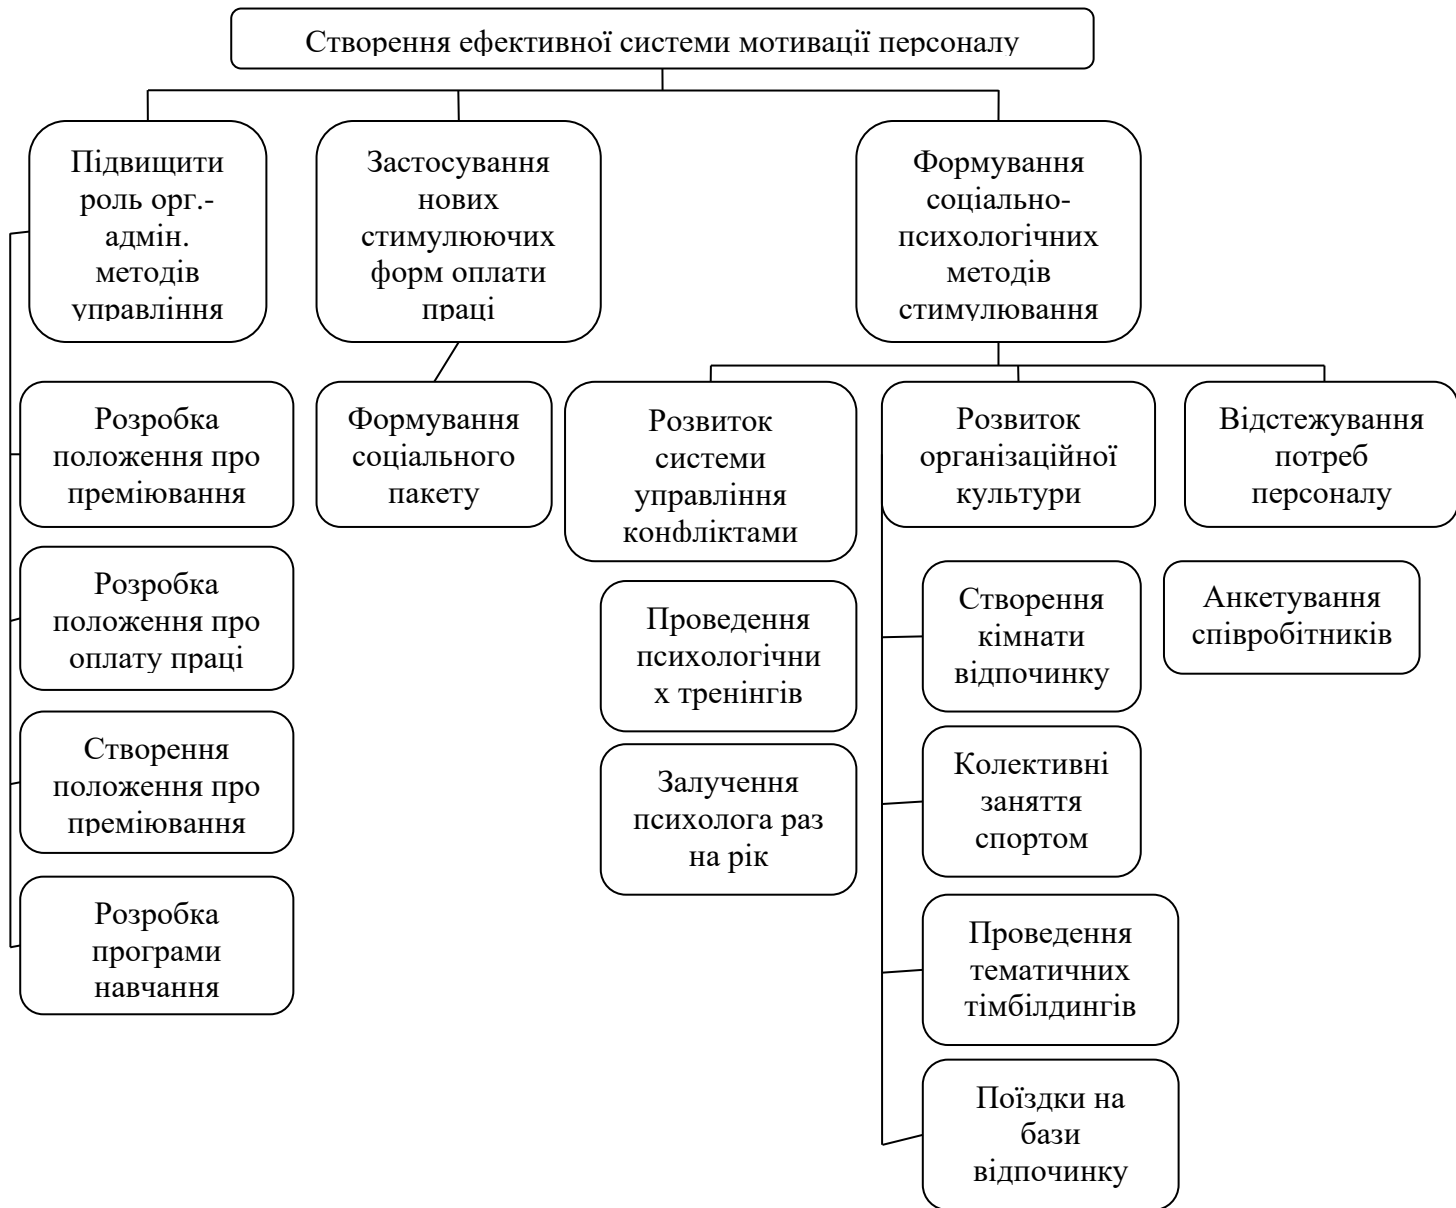 Створення ефективної системи мотивації персоналу
Підвищити
роль орг.-
адмін.
методів
управління
Застосування
нових
стимулюючих
форм оплати
праці
Формування
соціально-
психологічних
методів
стимулювання
Розробка
положення про
преміювання
Формування
соціального
пакету
Розвиток
системи
управління
конфліктами
Розвиток
організаційної
культури
Відстежування
потреб
персоналу
Розробка
положення про
оплату праці
Проведення
психологічни
х тренінгів
Створення
кімнати
відпочинку
Анкетування
співробітників
Створення
положення про
преміювання
Залучення
психолога раз
на рік
Колективні
заняття
спортом
Розробка
програми
навчання
Проведення
тематичних
тімбілдингів
Поїздки на
бази
відпочинку